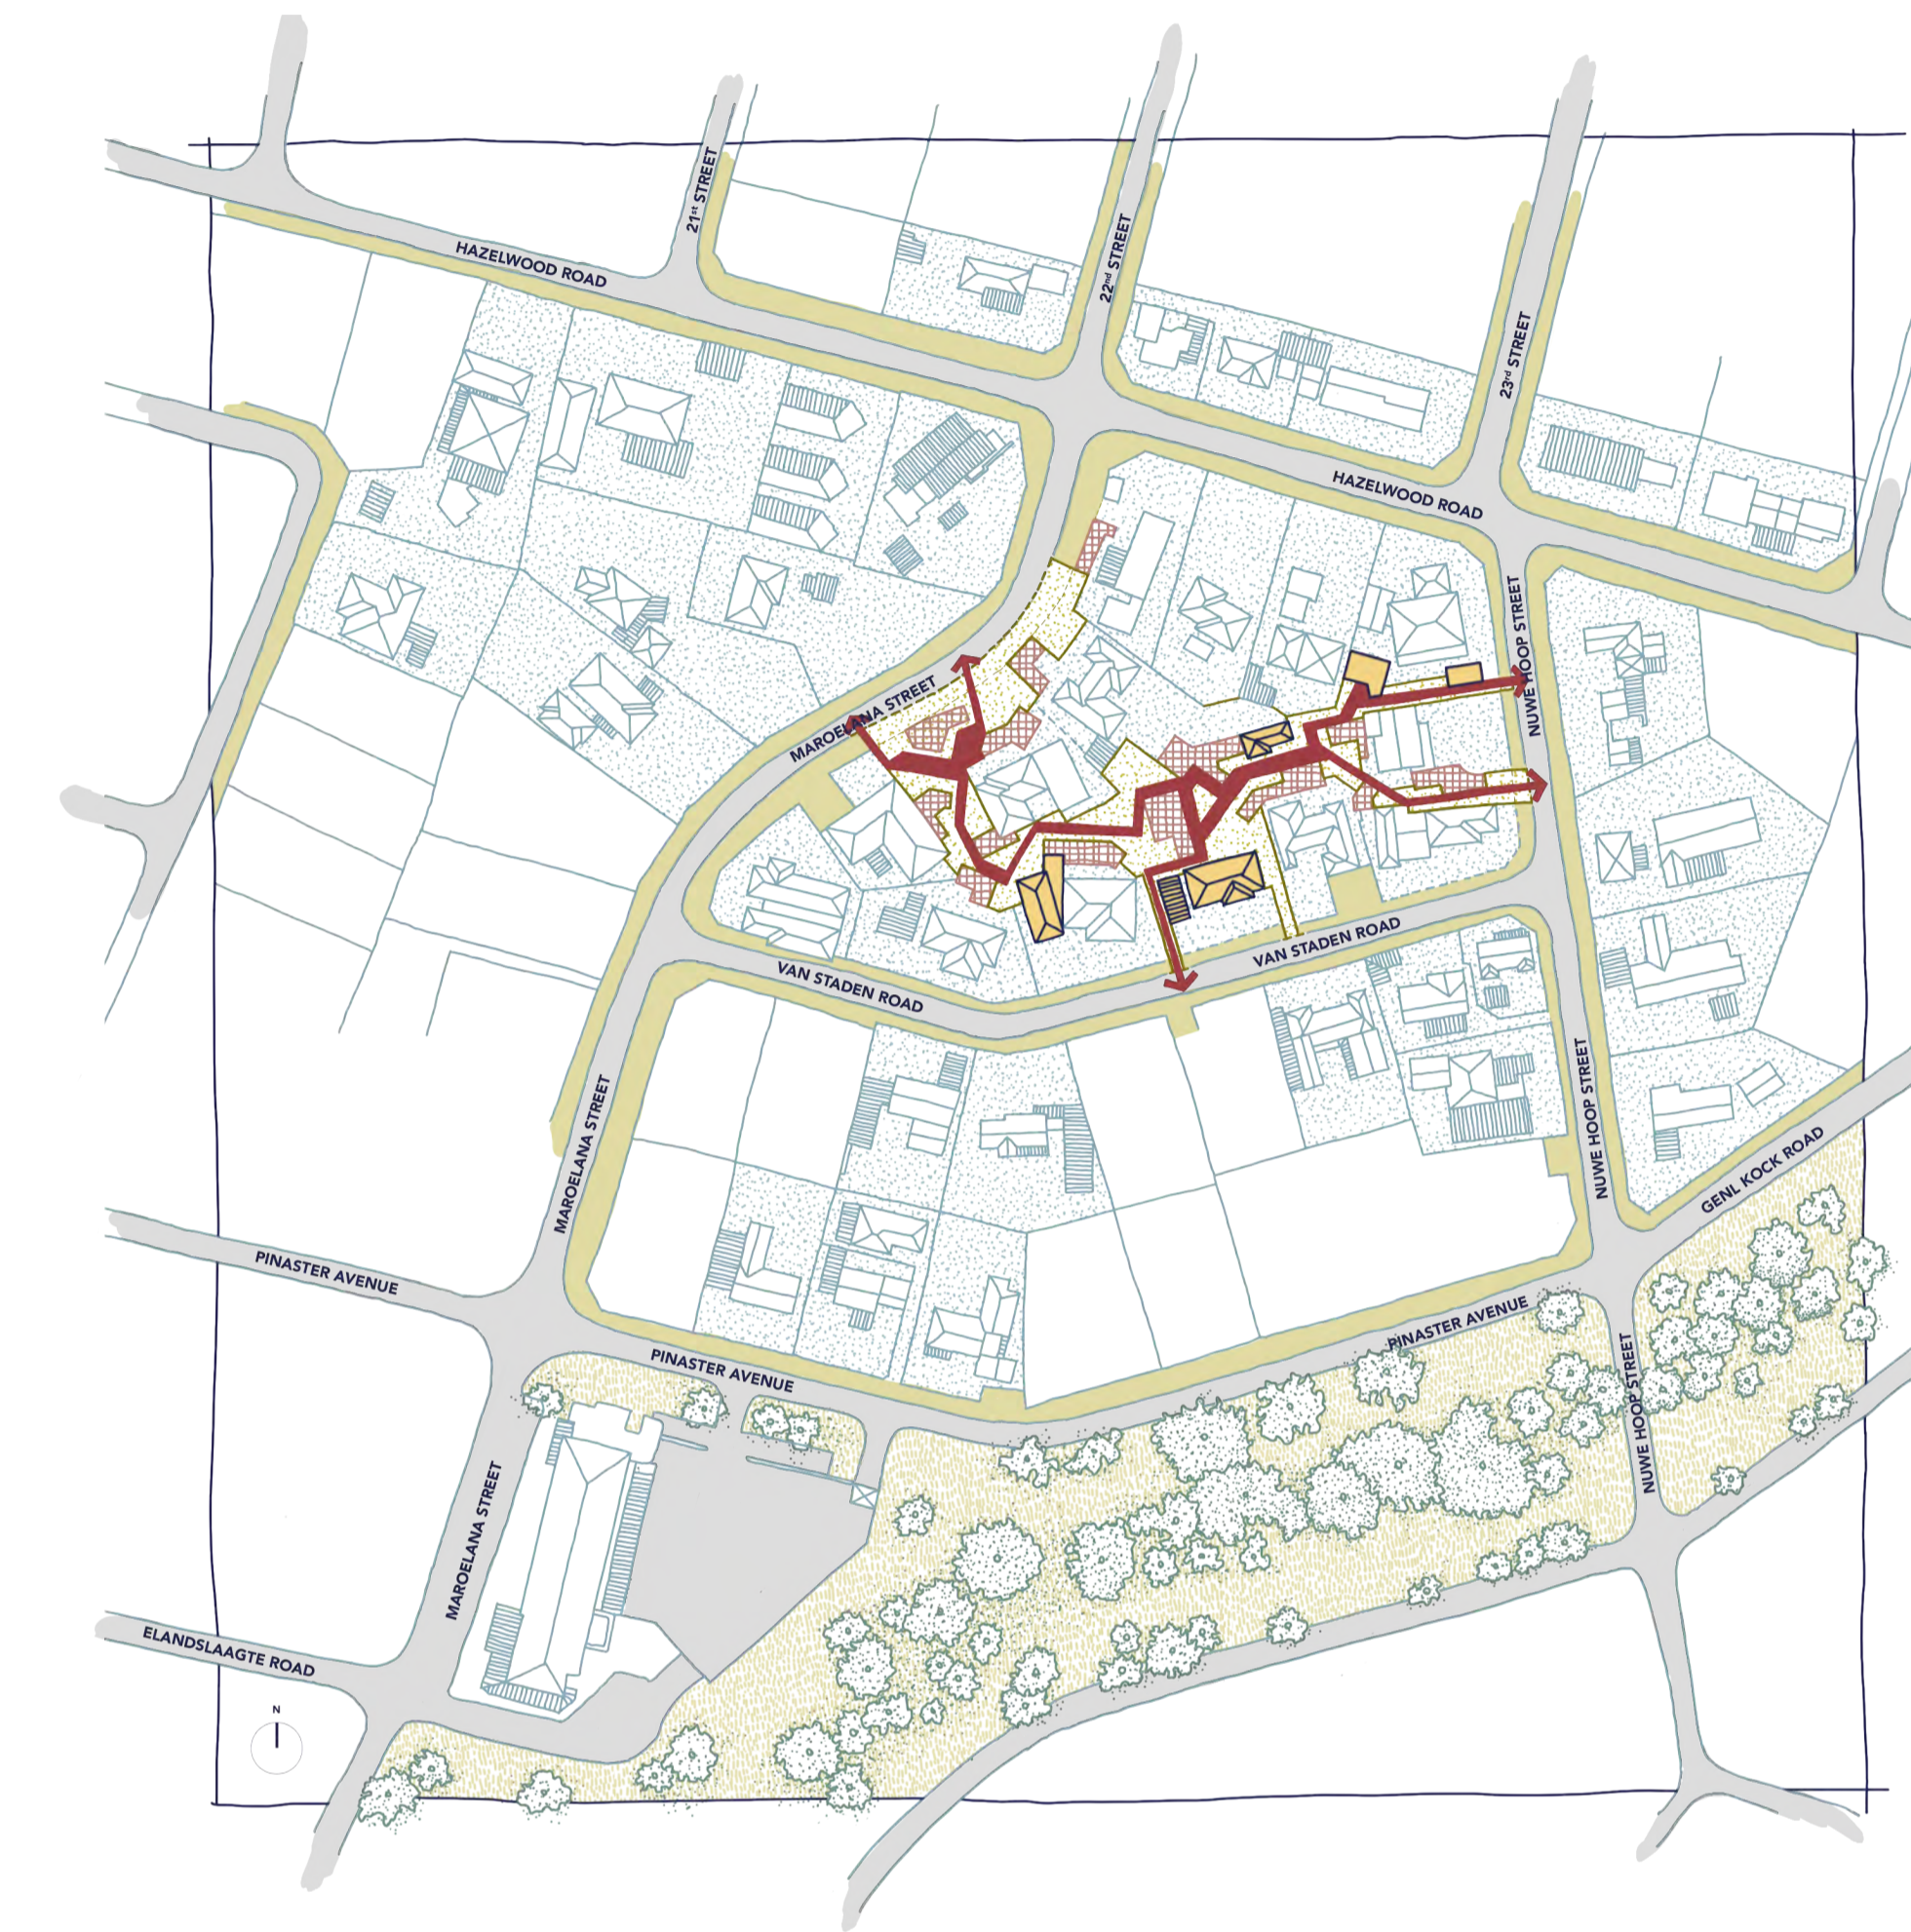 21st STREET
22nd STREET
HAZELWOOD ROAD
23rd STREET
HAZELWOOD ROAD
NUWE HOOP STREET
MAROELANA STREET
VAN STADEN ROAD
VAN STADEN ROAD
MAROELANA STREET
NUWE HOOP STREET
GENL KOCK ROAD
PINASTER AVENUE
PINASTER AVENUE
PINASTER AVENUE
NUWE HOOP STREET
MAROELANA STREET
ELANDSLAAGTE ROAD
N